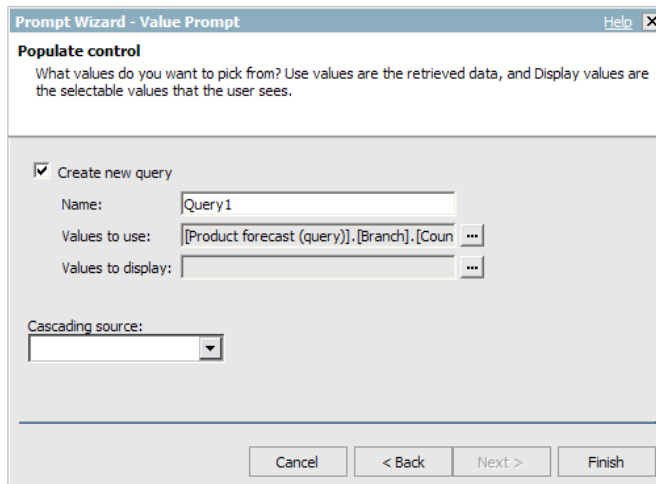 Prompt Wizard - Value Prompt Help X
Populate control
What values do you want to pick from? Use values are the retrieved data, and Display values are
the selectable values that the user sees.
Create new query
Name: Query1
Values to use: [Product forecast (query)].[Branch].[Coun ...
Values to display: ...
Cascading source:
Cancel < Back Next > Finish